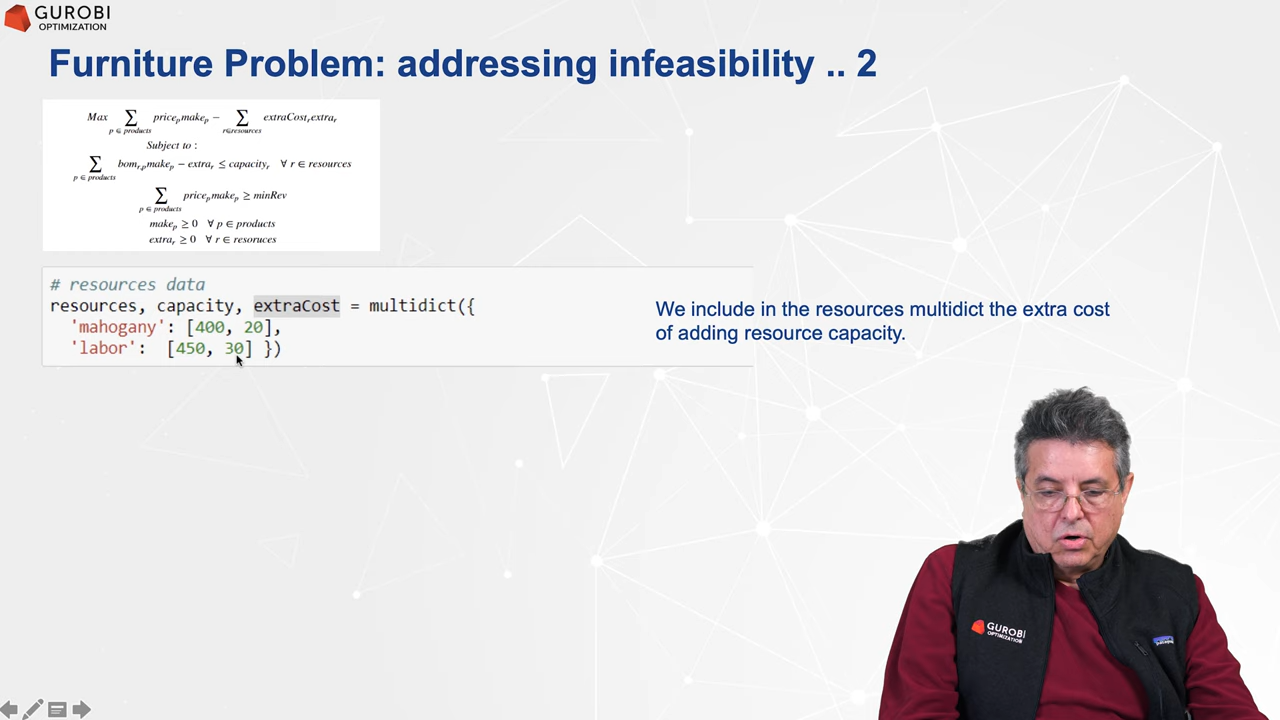 GUROBI
OPTIMIZATION
Furniture Problem: addressing infeasibility .. 2
Max ∑ p ∈ products price_p make_p − ∑ r∈resources extraCost_r extra_r
Subject to :
∑ p ∈ products bom_r,p make_p − extra_r ≤ capacity_r ∀ r ∈ resources
∑ p ∈ products price_p make_p ≥ minRev
make_p ≥ 0 ∀ p ∈ products
extra_r ≥ 0 ∀ r ∈ resoruces
# resources data
resources, capacity, extraCost = multidict({
'mahogany': [400, 20],
'labor': [450, 30] })
We include in the resources multidict the extra cost
of adding resource capacity.
GUROBI
OPTIMIZATION